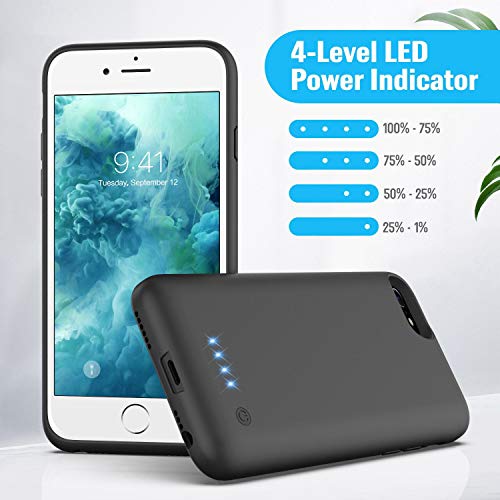 4-Level LED
Power Indicator
100% - 75%
75% - 50%
50% - 25%
25% - 1%
9:41
Tuesday, September 12